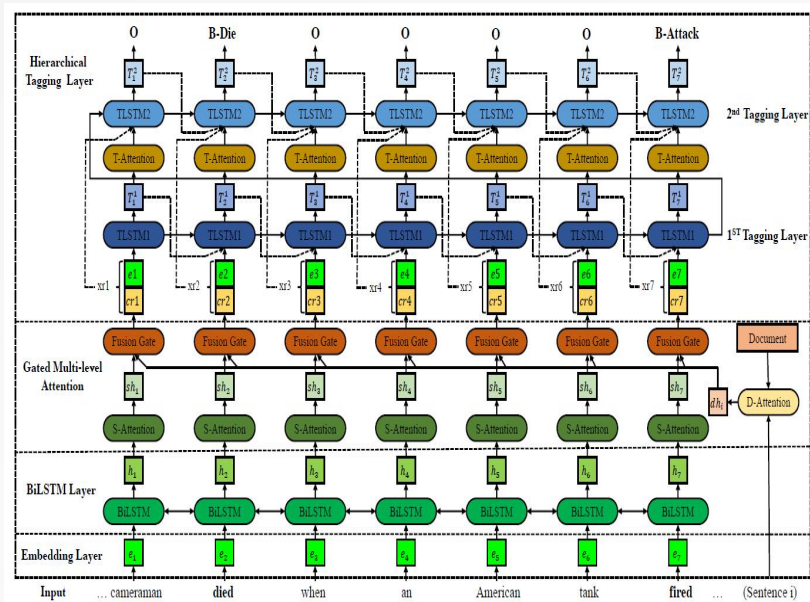 O B-Die O O O O B-Attack
Hierarchical
Tagging Layer
T₁² T₂² T₃² T₄² T₅² T₆² T₇²
TLSTM2 TLSTM2 TLSTM2 TLSTM2 TLSTM2 TLSTM2 TLSTM2 2nd Tagging Layer
T-Attention T-Attention T-Attention T-Attention T-Attention T-Attention T-Attention
T₁¹ T₂¹ T₃¹ T₄¹ T₅¹ T₆¹ T₇¹
TLSTM1 TLSTM1 TLSTM1 TLSTM1 TLSTM1 TLSTM1 TLSTM1 1ST Tagging Layer
e1 e2 e3 e4 e5 e6 e7
xr1 xr2 xr3 xr4 xr5 xr6 xr7
cr1 cr2 cr3 cr4 cr5 cr6 cr7
Fusion Gate Fusion Gate Fusion Gate Fusion Gate Fusion Gate Fusion Gate Fusion Gate Document
Gated Multi-level
Attention
sh₁ sh₂ sh₃ sh₄ sh₅ sh₆ sh₇ dhᵢ D-Attention
S-Attention S-Attention S-Attention S-Attention S-Attention S-Attention S-Attention
h₁ h₂ h₃ h₄ h₅ h₆ h₇
BiLSTM Layer
BiLSTM BiLSTM BiLSTM BiLSTM BiLSTM BiLSTM BiLSTM
Embedding Layer e₁ e₂ e₃ e₄ e₅ e₆ e₇
Input ... cameraman died when an American tank fired ... (Sentence i)